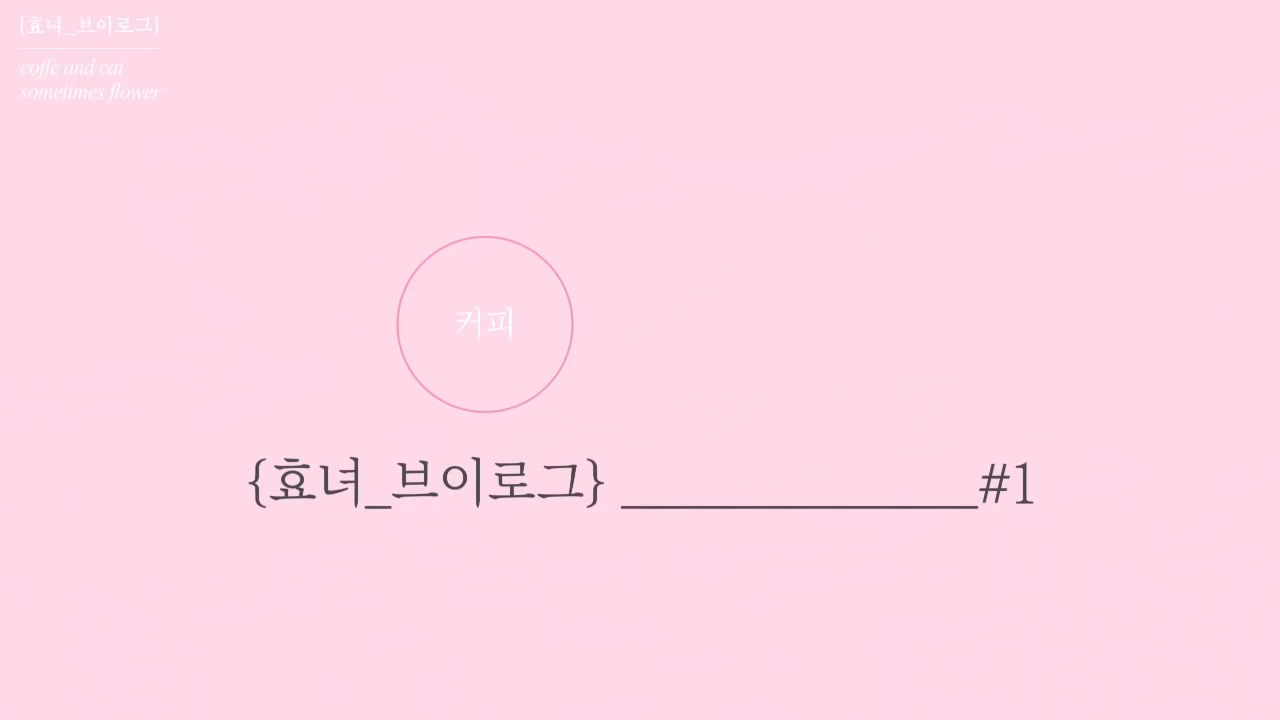 {효녀_브이로그}
coffe and cat
sometimes flower
커피
{효녀_브이로그} ______________#1